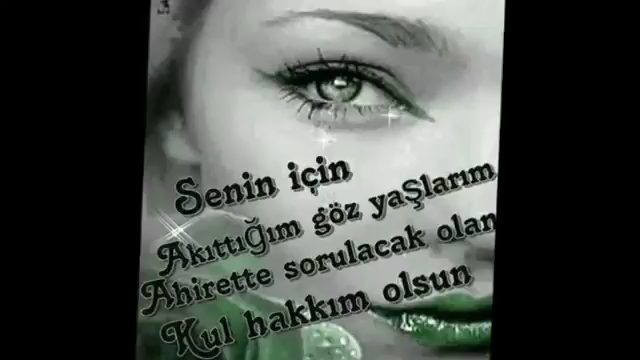 Senin için
Akıttığım göz yaşlarım
Ahirette sorulacak olan
Kul hakkım olsun